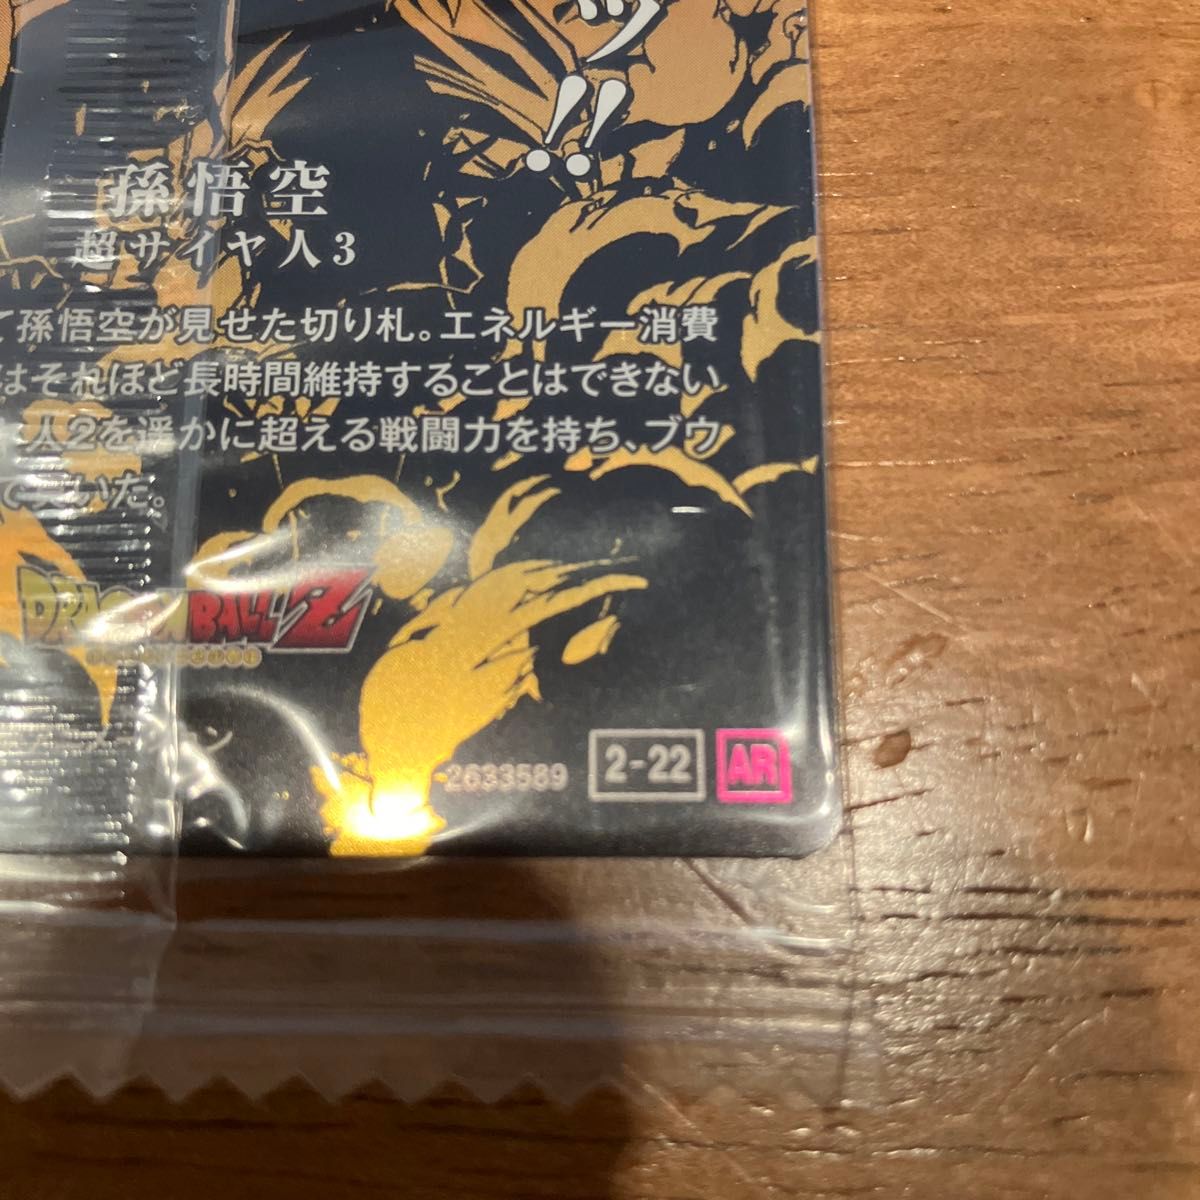 ッ!!
孫悟空
超サイヤ人3
て孫悟空が見せた切り札。エネルギー消費
はそれほど長時間維持することはできない
人2を遥かに超える戦闘力を持ち、ブウ
いた。
DRAGON BALL Z
-2633589
2-22
AR